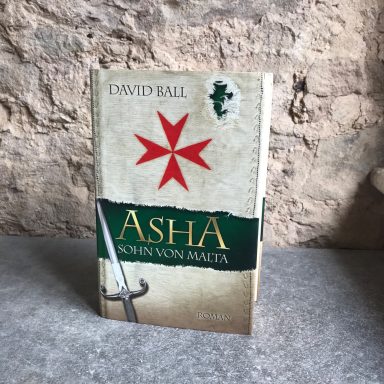 DAVID BALL
ASHA
SOHN VON MALTA
ROMAN